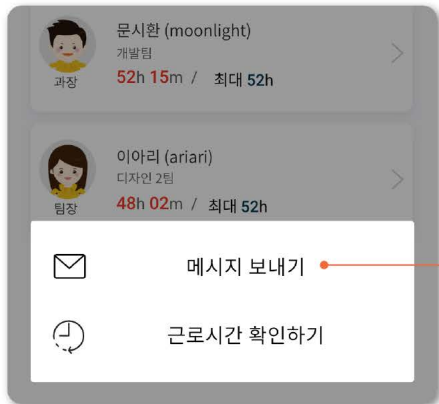 문시환 (moonlight)
개발팀
과장
52h 15m / 최대 52h
이아리 (ariari)
디자인 2팀
팀장
48h 02m / 최대 52h
메시지 보내기
근로시간 확인하기